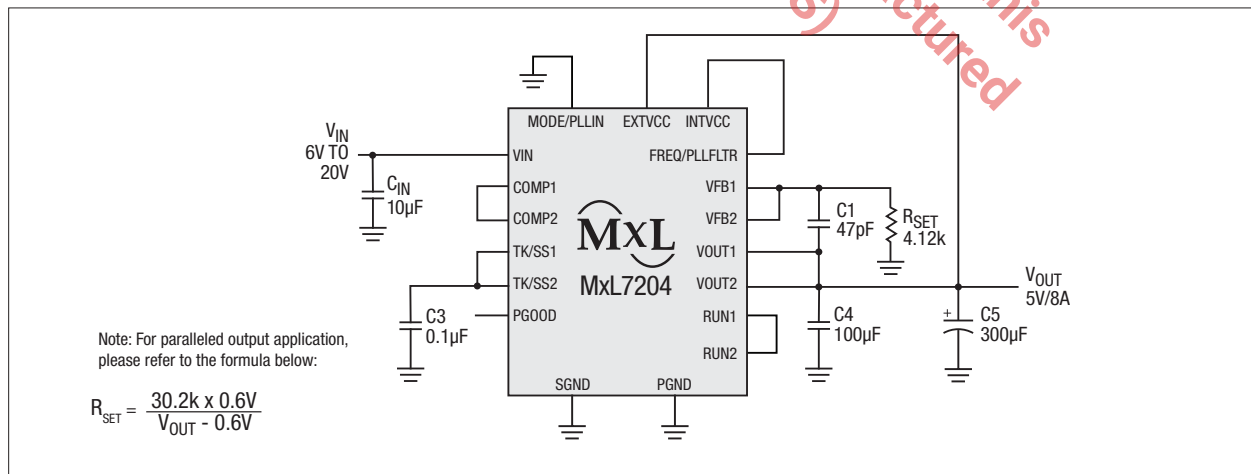 MODE/PLLIN
EXTVCC
INTVCC
VIN
6V TO
20V
VIN
FREQ/PLLFLTR
CIN
10µF
COMP1
COMP2
VFB1
VFB2
C1
47pF
RSET
4.12k
MXL
MxL7204
TK/SS1
TK/SS2
VOUT1
VOUT2
VOUT
5V/8A
PGOOD
RUN1
RUN2
C3
0.1µF
C4
100µF
+
C5
300µF
SGND
PGND
Note: For paralleled output application,
please refer to the formula below:
RSET = 30.2k x 0.6V
VOUT - 0.6V